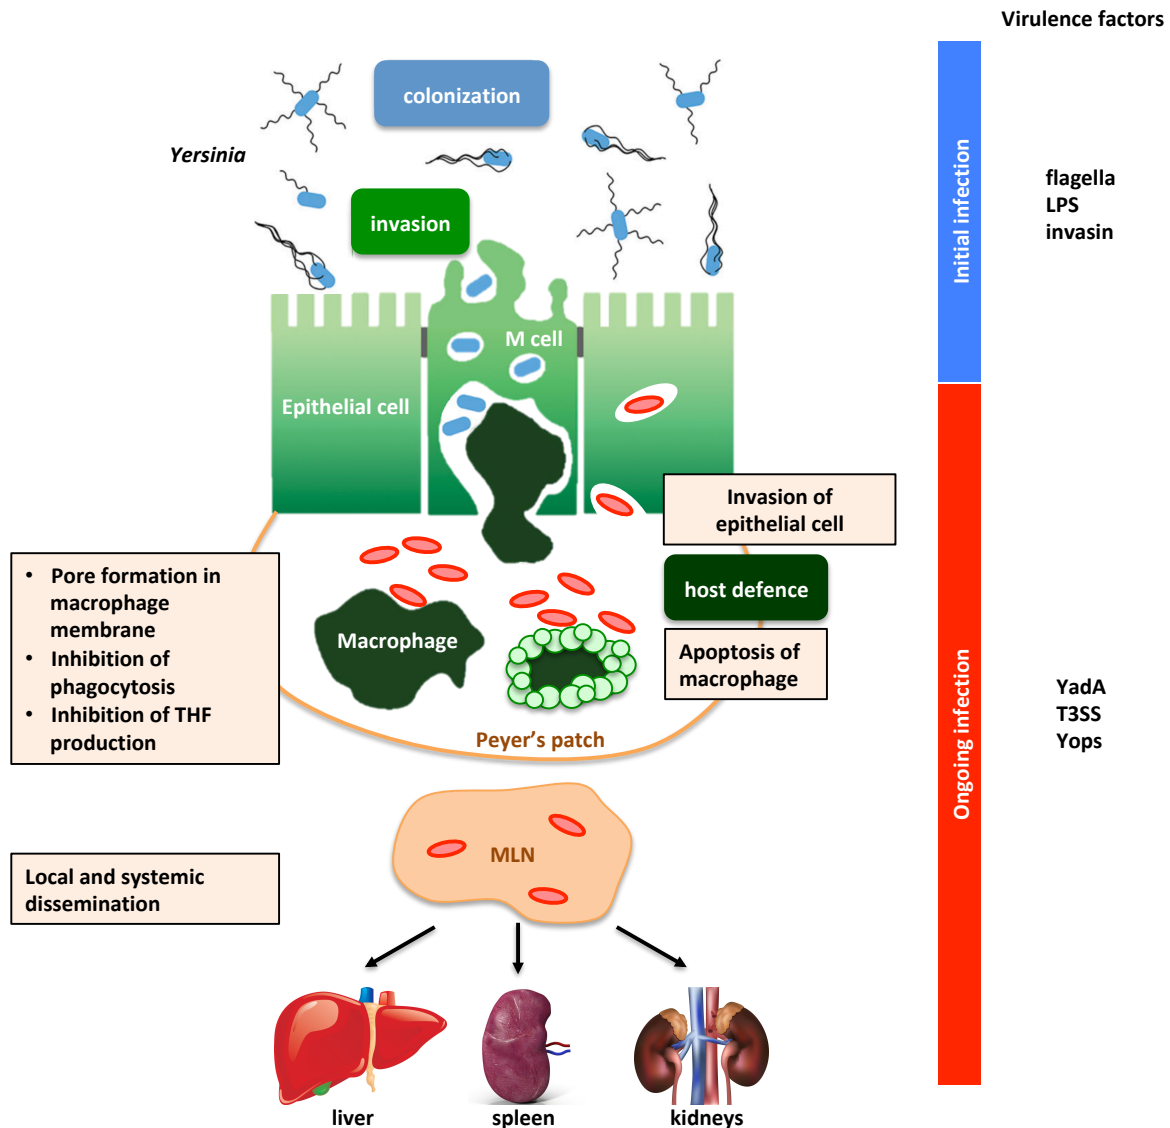 Virulence factors
colonization
Yersinia
invasion
Initial infection
flagella
LPS
invasin
M cell
Epithelial cell
Invasion of
epithelial cell
• Pore formation in
macrophage
membrane
• Inhibition of
phagocytosis
• Inhibition of THF
production
host defence
Macrophage
Apoptosis of
macrophage
Peyer's patch
Ongoing infection
YadA
T3SS
Yops
MLN
Local and systemic
dissemination
liver
spleen
kidneys